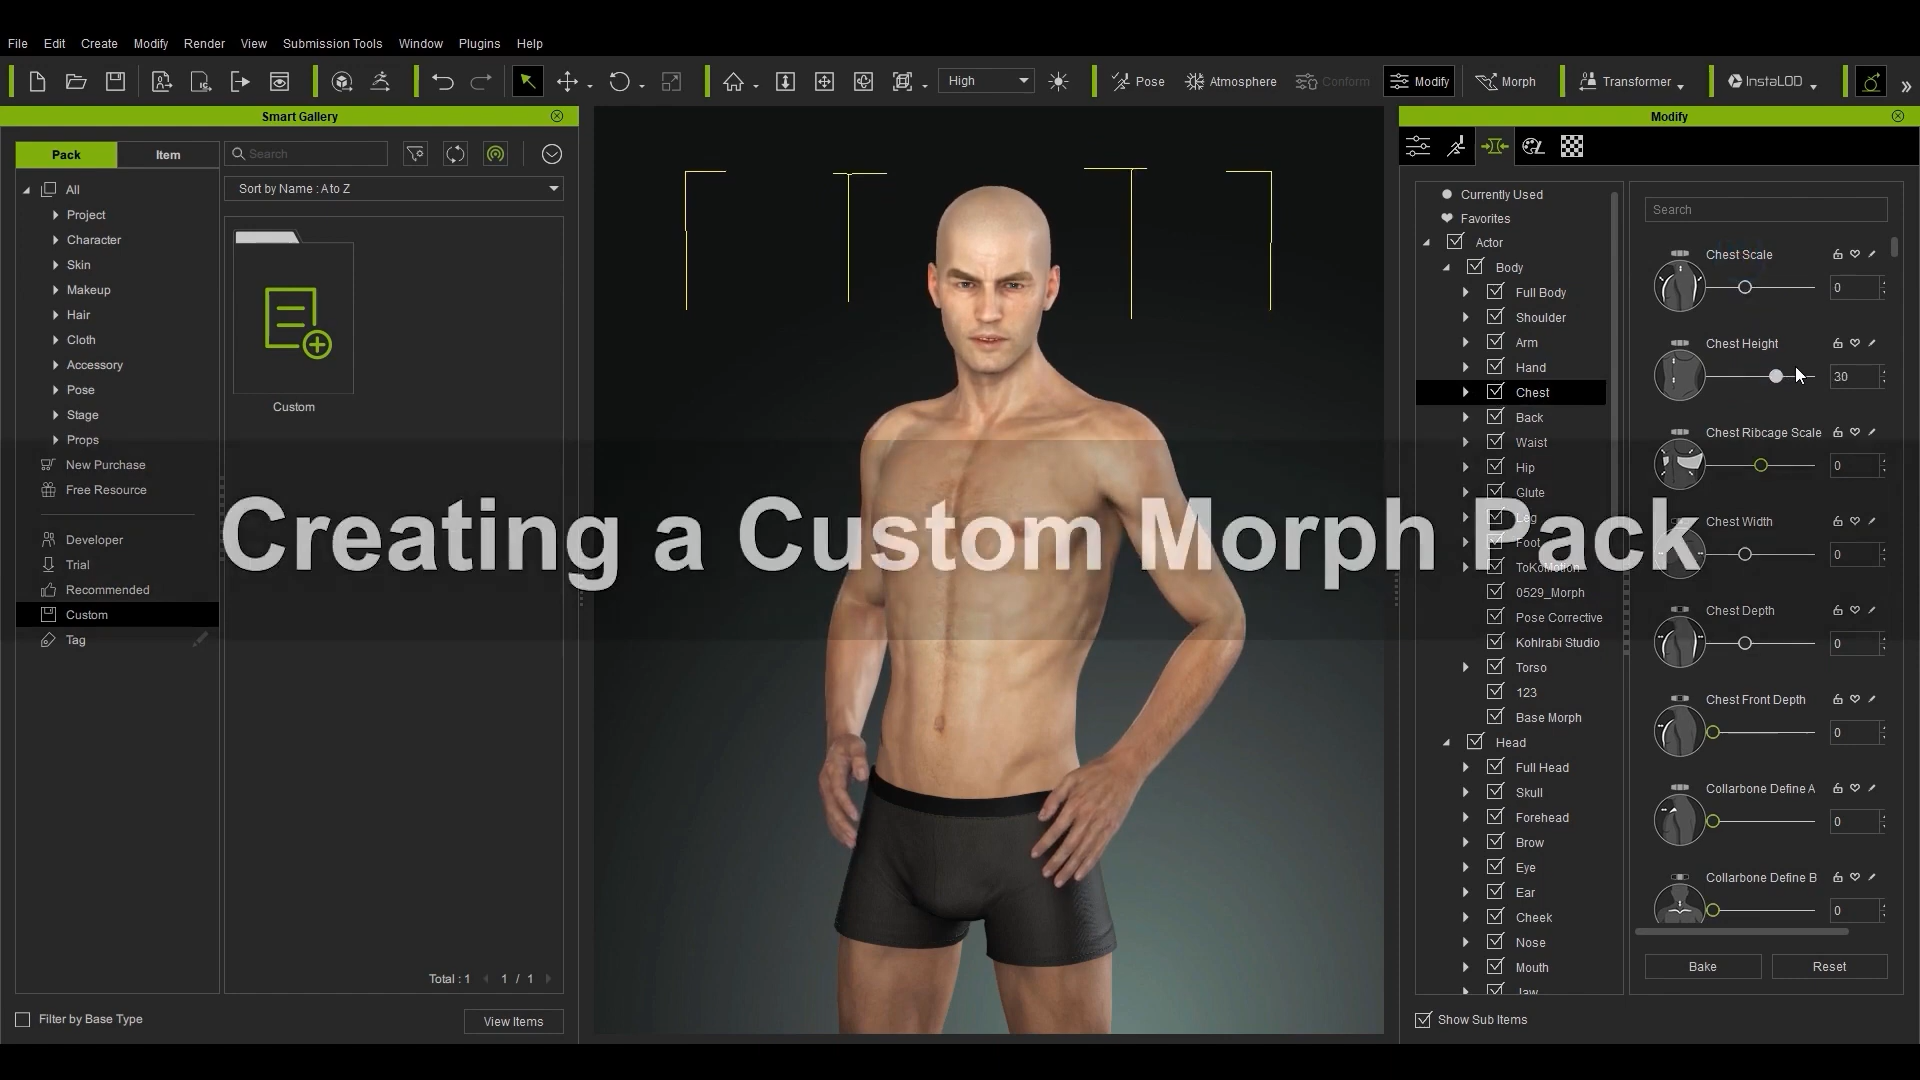 File Edit Create Modify Render View Submission Tools Window Plugins Help
High Pose Atmosphere Conform Modify Morph Transformer InstaLOD
Smart Gallery
Pack Item
Search
Sort by Name : A to Z
All
Project
Character
Skin
Makeup
Hair
Cloth
Accessory
Pose
Stage
Props
New Purchase
Free Resource
Developer
Trial
Recommended
Custom
Tag
Custom
Total : 1 1 / 1
Filter by Base Type
View Items
Creating a Custom Morph Pack
Modify
Currently Used
Favorites
Actor
Body
Full Body
Shoulder
Arm
Hand
Chest
Back
Waist
Hip
Glute
Leg
Foot
ToKoMotion
0529_Morph
Pose Corrective
Kohlrabi Studio
Torso
123
Base Morph
Head
Full Head
Skull
Forehead
Brow
Eye
Ear
Cheek
Nose
Mouth
Jaw
Show Sub Items
Search
Chest Scale
0
Chest Height
30
Chest Ribcage Scale
0
Chest Width
0
Chest Depth
0
Chest Front Depth
0
Collarbone Define A
0
Collarbone Define B
0
Bake Reset